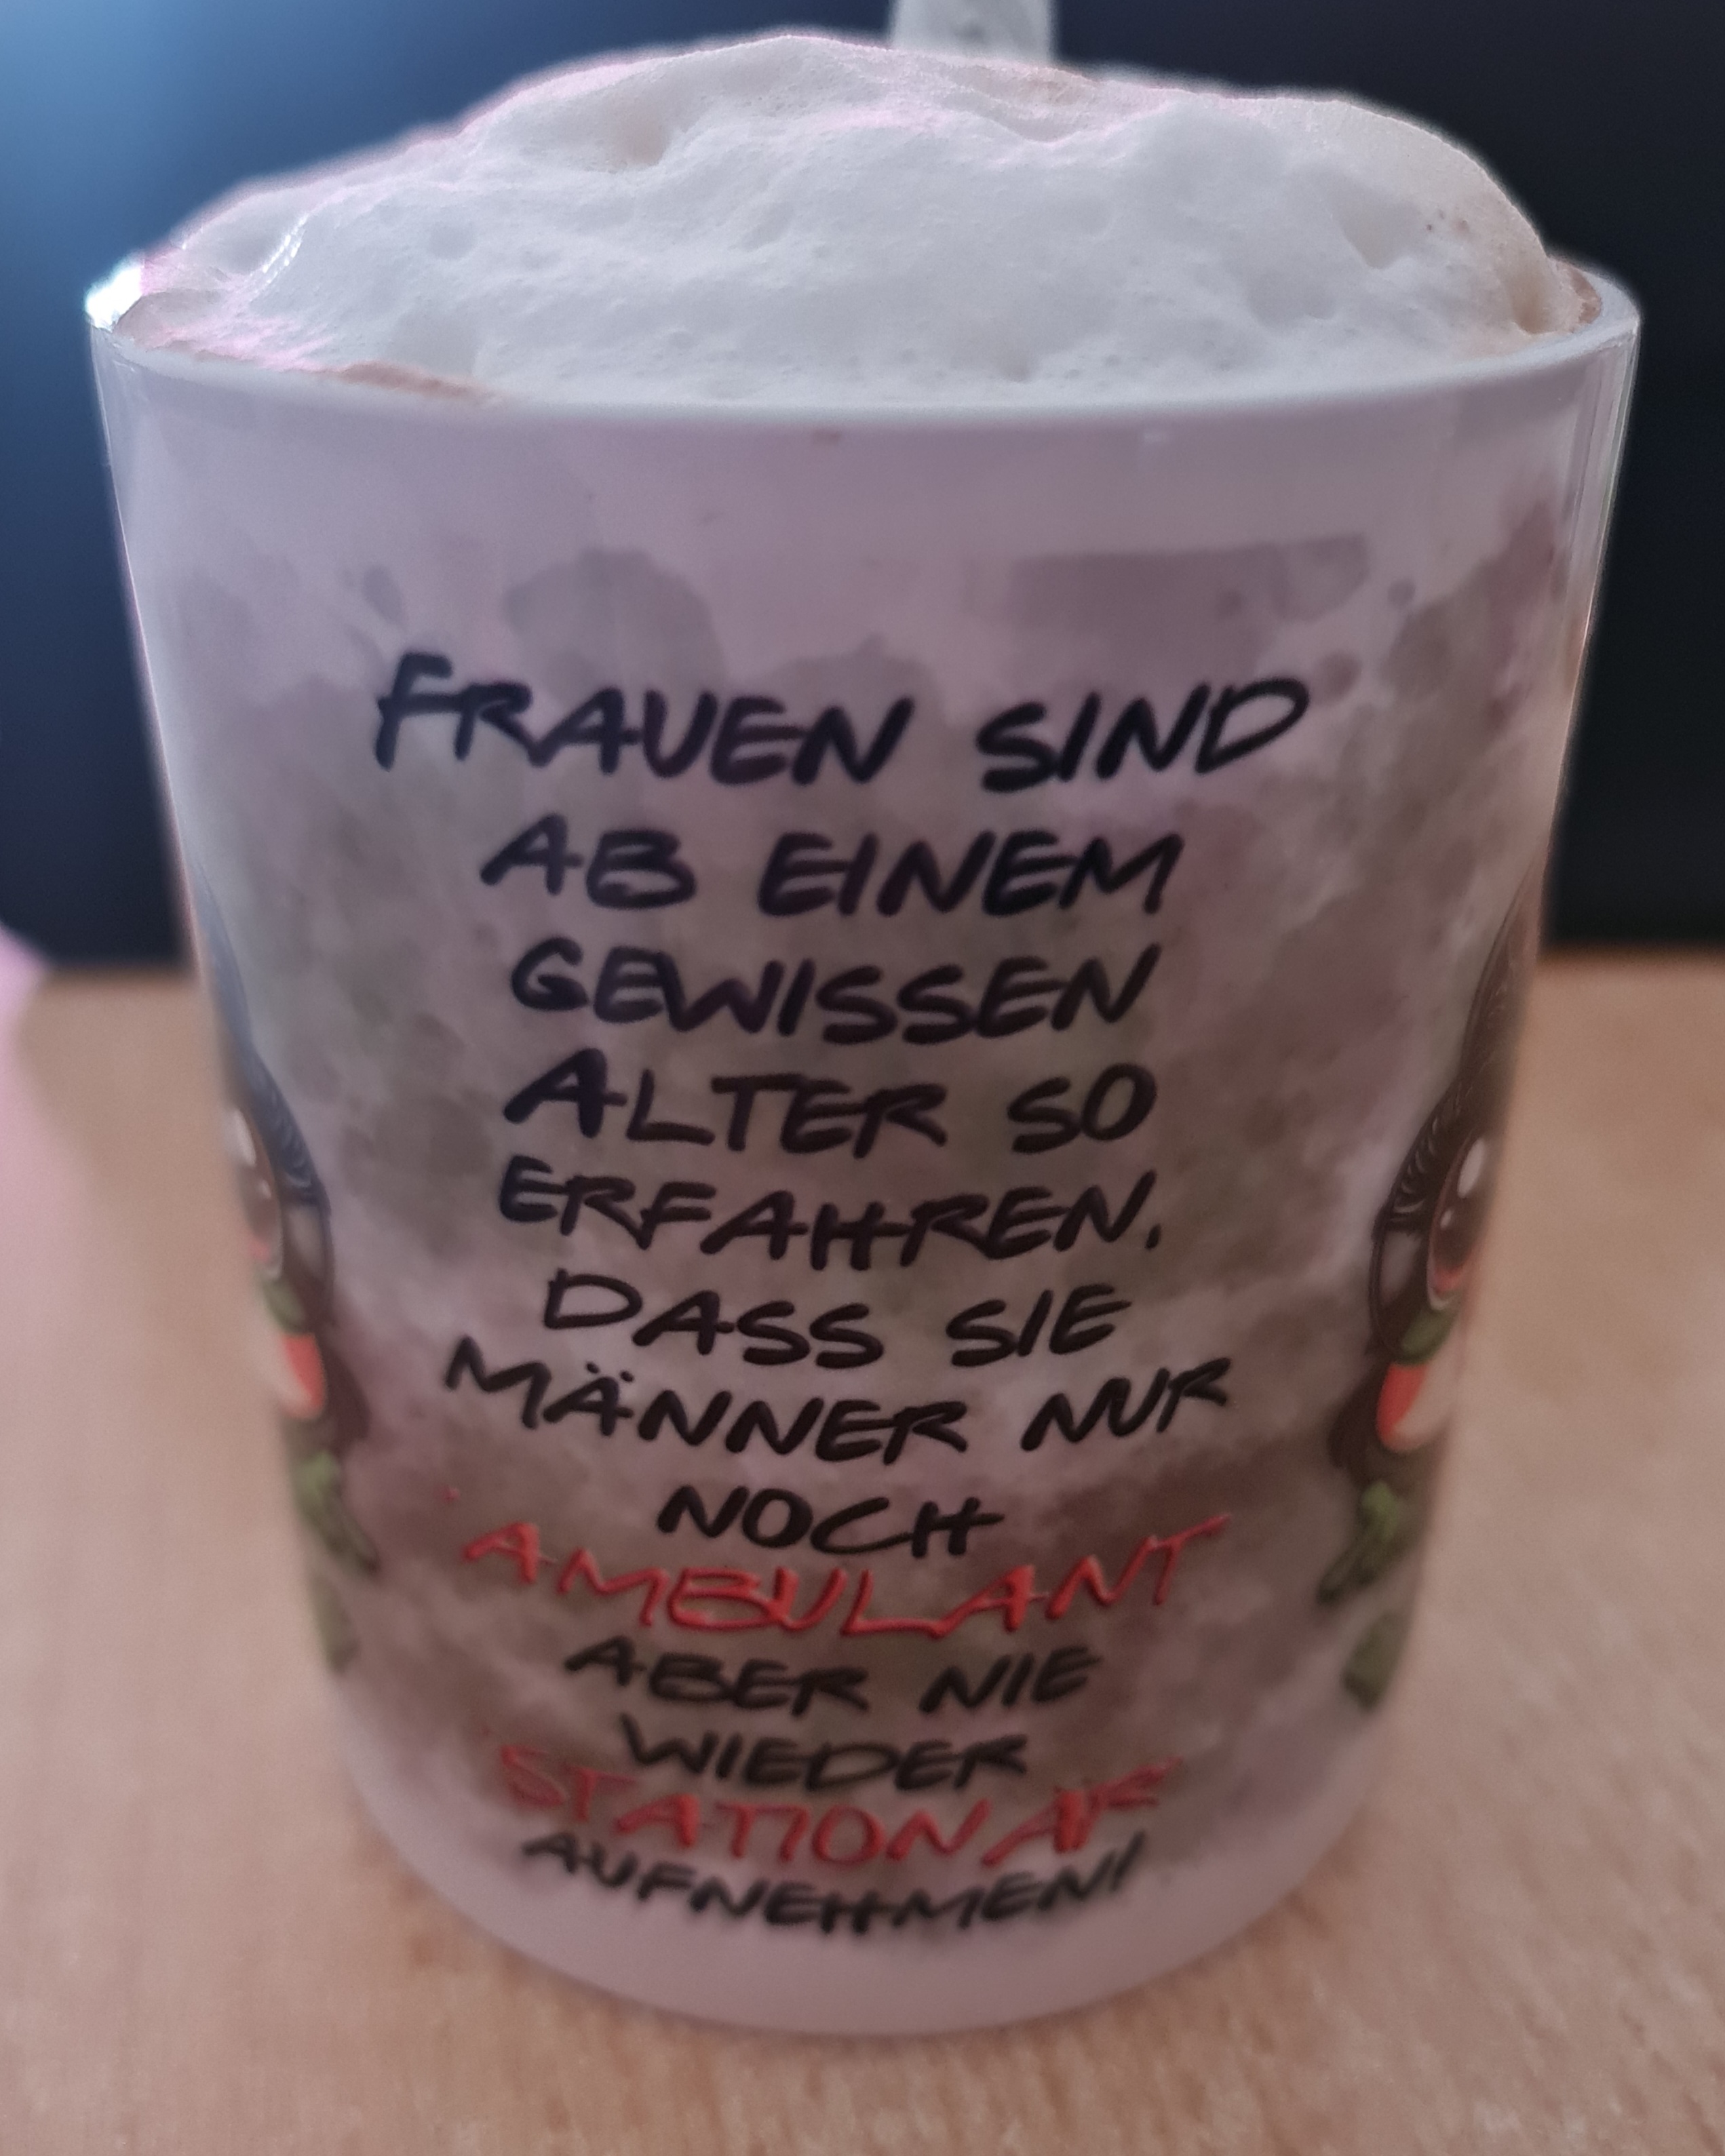 FRAUEN SIND
AB EINEM
GEWISSEN
ALTER SO
ERFAHREN,
DASS SIE
MÄNNER NUR
NOCH
AMBULANT
ABER NIE
WIEDER
STATIONÄR
AUFNEHMEN!